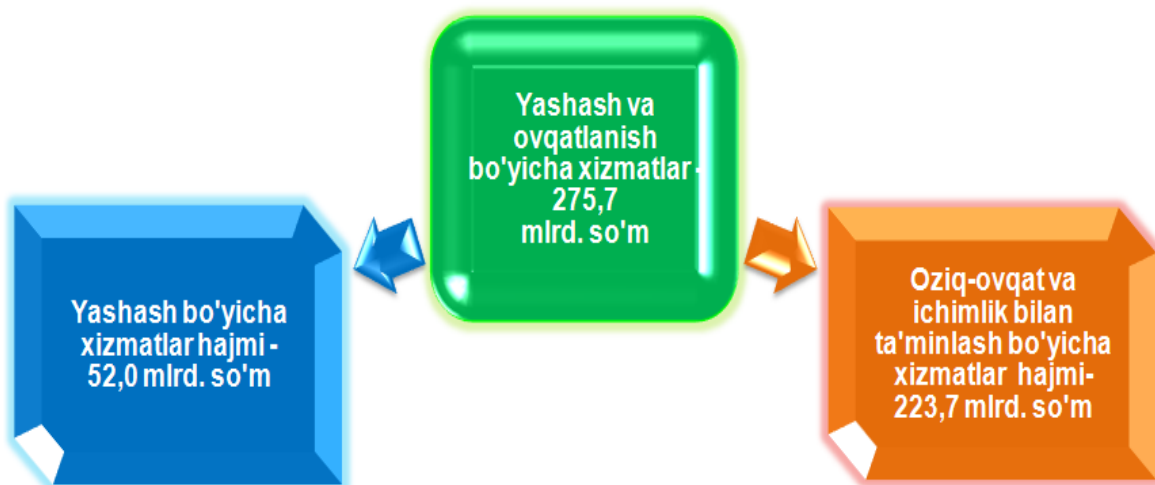 Yashash va
ovqatlanish
bo'yicha xizmatlar -
275,7
mlrd. so'm
Yashash bo'yicha
xizmatlar hajmi -
52,0 mlrd. so'm
Oziq-ovqat va
ichimlik bilan
ta'minlash bo'yicha
xizmatlar hajmi-
223,7 mlrd. so'm